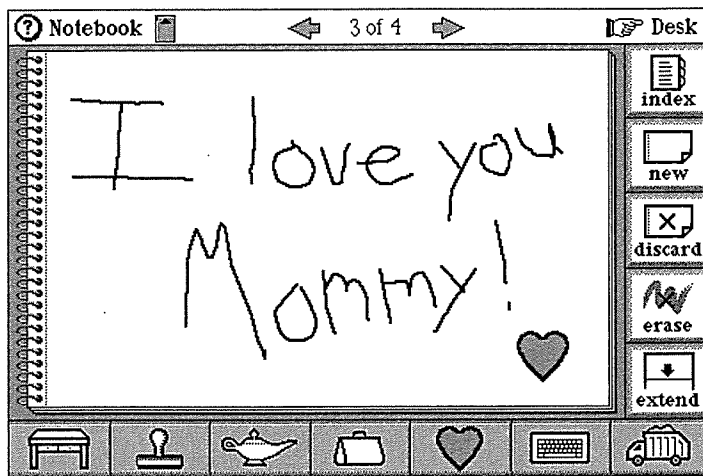 ? Notebook 3 of 4 Desk
index
new
discard
erase
extend
I love you
Mommy!